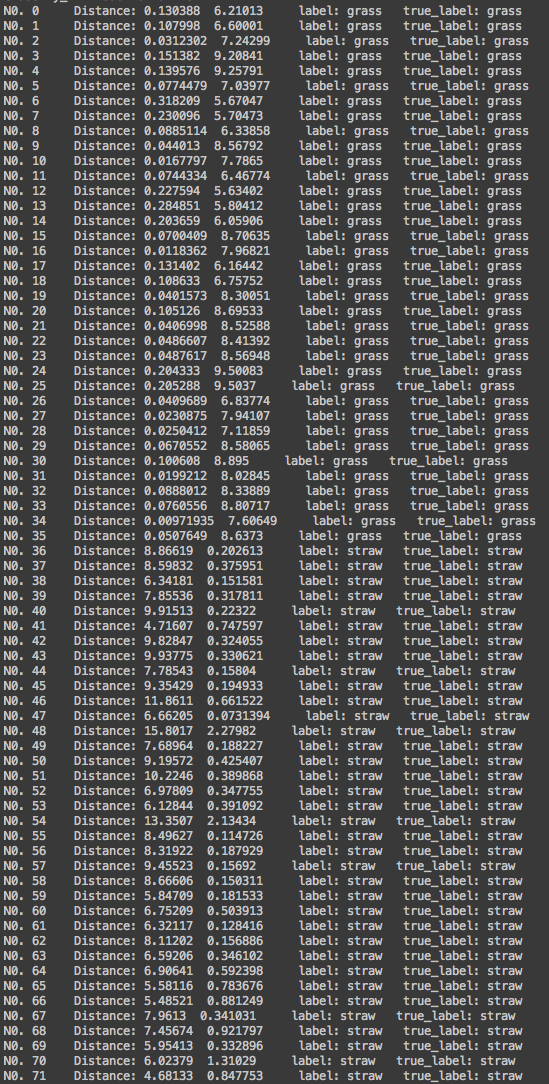 N0. 0 Distance: 0.130388 6.21013 label: grass true_label: grass
N0. 1 Distance: 0.107998 6.60001 label: grass true_label: grass
N0. 2 Distance: 0.0312302 7.24299 label: grass true_label: grass
N0. 3 Distance: 0.151382 9.20841 label: grass true_label: grass
N0. 4 Distance: 0.139576 9.25791 label: grass true_label: grass
N0. 5 Distance: 0.0774479 7.03977 label: grass true_label: grass
N0. 6 Distance: 0.318209 5.67047 label: grass true_label: grass
N0. 7 Distance: 0.230096 5.70473 label: grass true_label: grass
N0. 8 Distance: 0.0885114 6.33858 label: grass true_label: grass
N0. 9 Distance: 0.044013 8.56792 label: grass true_label: grass
N0. 10 Distance: 0.0167797 7.7865 label: grass true_label: grass
N0. 11 Distance: 0.0744334 6.46774 label: grass true_label: grass
N0. 12 Distance: 0.227594 5.63402 label: grass true_label: grass
N0. 13 Distance: 0.284851 5.80412 label: grass true_label: grass
N0. 14 Distance: 0.203659 6.05906 label: grass true_label: grass
N0. 15 Distance: 0.0700409 8.70635 label: grass true_label: grass
N0. 16 Distance: 0.0118362 7.96821 label: grass true_label: grass
N0. 17 Distance: 0.131402 6.16442 label: grass true_label: grass
N0. 18 Distance: 0.108633 6.75752 label: grass true_label: grass
N0. 19 Distance: 0.0401573 8.30051 label: grass true_label: grass
N0. 20 Distance: 0.105126 8.69533 label: grass true_label: grass
N0. 21 Distance: 0.0406998 8.52588 label: grass true_label: grass
N0. 22 Distance: 0.0486607 8.41392 label: grass true_label: grass
N0. 23 Distance: 0.0487617 8.56948 label: grass true_label: grass
N0. 24 Distance: 0.204333 9.50083 label: grass true_label: grass
N0. 25 Distance: 0.205288 9.5037 label: grass true_label: grass
N0. 26 Distance: 0.0409689 6.83774 label: grass true_label: grass
N0. 27 Distance: 0.0230875 7.94107 label: grass true_label: grass
N0. 28 Distance: 0.0250412 7.11859 label: grass true_label: grass
N0. 29 Distance: 0.0670552 8.58065 label: grass true_label: grass
N0. 30 Distance: 0.100608 8.895 label: grass true_label: grass
N0. 31 Distance: 0.0199212 8.02845 label: grass true_label: grass
N0. 32 Distance: 0.0888012 8.33889 label: grass true_label: grass
N0. 33 Distance: 0.0760556 8.80717 label: grass true_label: grass
N0. 34 Distance: 0.00971935 7.60649 label: grass true_label: grass
N0. 35 Distance: 0.0507649 8.6373 label: grass true_label: grass
N0. 36 Distance: 8.86619 0.202613 label: straw true_label: straw
N0. 37 Distance: 8.59832 0.375951 label: straw true_label: straw
N0. 38 Distance: 6.34181 0.151581 label: straw true_label: straw
N0. 39 Distance: 7.85536 0.317811 label: straw true_label: straw
N0. 40 Distance: 9.91513 0.22322 label: straw true_label: straw
N0. 41 Distance: 4.71607 0.747597 label: straw true_label: straw
N0. 42 Distance: 9.82847 0.324055 label: straw true_label: straw
N0. 43 Distance: 9.93775 0.330621 label: straw true_label: straw
N0. 44 Distance: 7.78543 0.15804 label: straw true_label: straw
N0. 45 Distance: 9.35429 0.194933 label: straw true_label: straw
N0. 46 Distance: 11.8611 0.661522 label: straw true_label: straw
N0. 47 Distance: 6.66205 0.0731394 label: straw true_label: straw
N0. 48 Distance: 15.8017 2.27982 label: straw true_label: straw
N0. 49 Distance: 7.68964 0.188227 label: straw true_label: straw
N0. 50 Distance: 9.19572 0.425407 label: straw true_label: straw
N0. 51 Distance: 10.2246 0.389868 label: straw true_label: straw
N0. 52 Distance: 6.97809 0.347755 label: straw true_label: straw
N0. 53 Distance: 6.12844 0.391092 label: straw true_label: straw
N0. 54 Distance: 13.3507 2.13434 label: straw true_label: straw
N0. 55 Distance: 8.49627 0.114726 label: straw true_label: straw
N0. 56 Distance: 8.31922 0.187929 label: straw true_label: straw
N0. 57 Distance: 9.45523 0.15692 label: straw true_label: straw
N0. 58 Distance: 8.66606 0.150311 label: straw true_label: straw
N0. 59 Distance: 5.84709 0.181533 label: straw true_label: straw
N0. 60 Distance: 6.75209 0.503913 label: straw true_label: straw
N0. 61 Distance: 6.32117 0.128416 label: straw true_label: straw
N0. 62 Distance: 8.11202 0.156886 label: straw true_label: straw
N0. 63 Distance: 6.59206 0.346102 label: straw true_label: straw
N0. 64 Distance: 6.90641 0.592398 label: straw true_label: straw
N0. 65 Distance: 5.58116 0.783676 label: straw true_label: straw
N0. 66 Distance: 5.48521 0.881249 label: straw true_label: straw
N0. 67 Distance: 7.9613 0.341031 label: straw true_label: straw
N0. 68 Distance: 7.45674 0.921797 label: straw true_label: straw
N0. 69 Distance: 5.95413 0.332896 label: straw true_label: straw
N0. 70 Distance: 6.02379 1.31029 label: straw true_label: straw
N0. 71 Distance: 4.68133 0.847753 label: straw true_label: straw